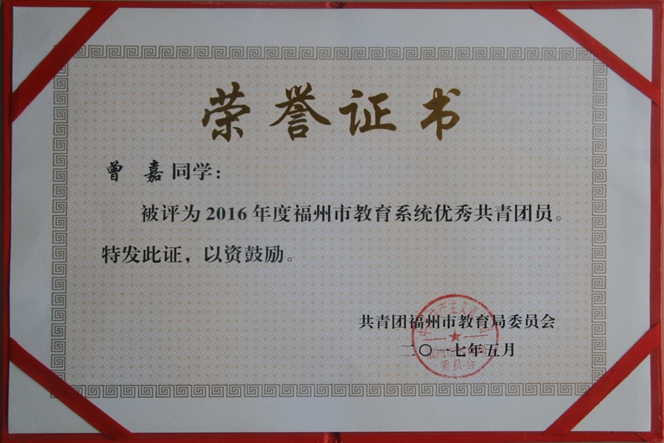 荣誉证书
曾 嘉 同学：
被评为2016年度福州市教育系统优秀共青团员。
特发此证，以资鼓励。
共青团福州市教育局委员会
二〇一七年五月
委员会